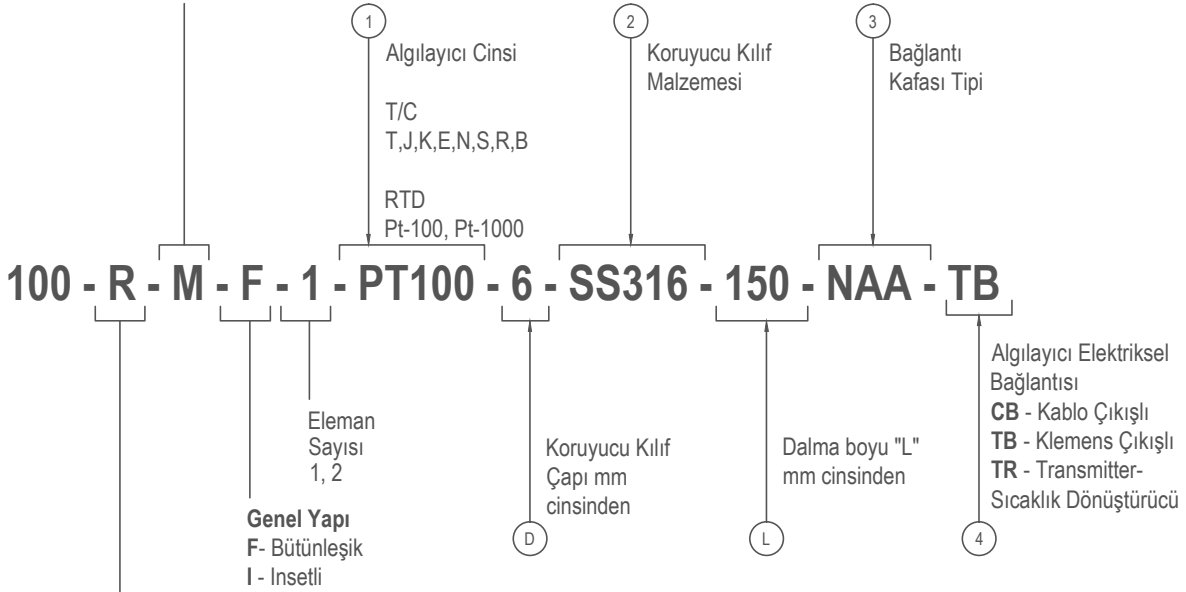 1
Algılayıcı Cinsi
T/C
T,J,K,E,N,S,R,B
RTD
Pt-100, Pt-1000
2
Koruyucu Kılıf
Malzemesi
3
Bağlantı
Kafası Tipi
100 - R - M - F - 1 - PT100 - 6 - SS316 - 150 - NAA - TB
Genel Yapı
F- Bütünleşik
I - Insetli
Eleman
Sayısı
1, 2
Koruyucu Kılıf
Çapı mm
cinsinden
D
Dalma boyu "L"
mm cinsinden
L
Algılayıcı Elektriksel
Bağlantısı
CB - Kablo Çıkışlı
TB - Klemens Çıkışlı
TR - Transmitter-
Sıcaklık Dönüştürücü
4